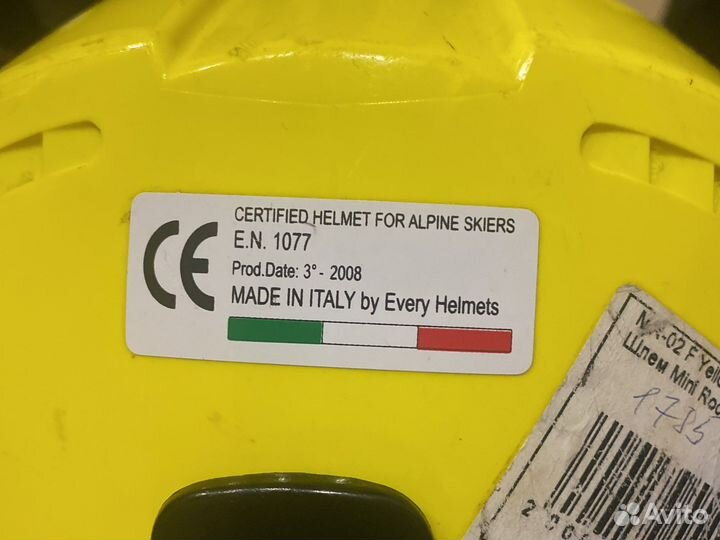 CE
CERTIFIED HELMET FOR ALPINE SKIERS
E.N. 1077
Prod.Date: 3° - 2008
MADE IN ITALY by Every Helmets
Шлем Mini
1785
Avito